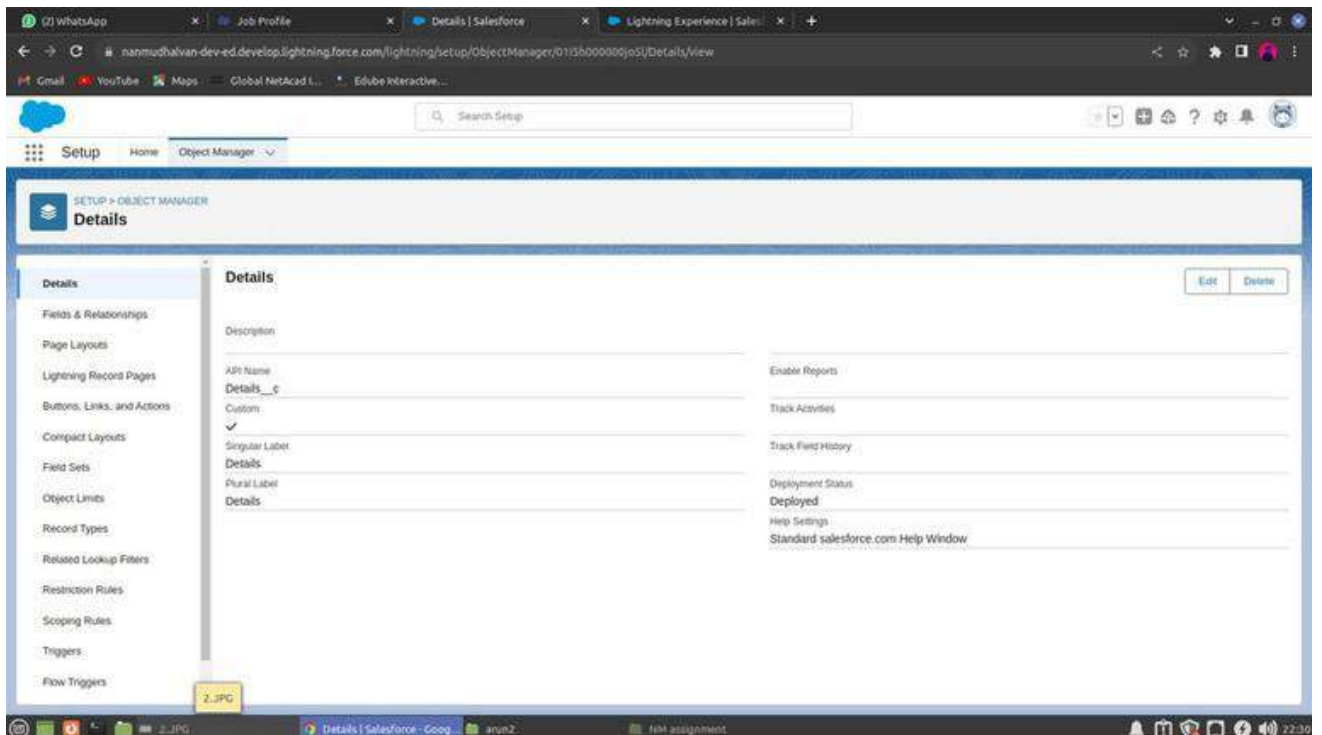 (2) WhatsApp
Job Profile
Details | Salesforce
Lightning Experience | Sales
nanmudhalvan-dev-ed.develop.lightning.force.com/lightning/setup/ObjectManager/
Gmail
YouTube
Maps
Global NetAcad L...
Edube Interactive...
Search Setup
Setup
Home
Object Manager
SETUP > OBJECT MANAGER
Details
Details
Fields & Relationships
Page Layouts
Lightning Record Pages
Buttons, Links, and Actions
Compact Layouts
Field Sets
Object Limits
Record Types
Related Lookup Filters
Restriction Rules
Scoping Rules
Triggers
Flow Triggers
Details
Edit
Delete
Description
API Name
Details__c
Custom
Singular Label
Details
Plural Label
Details
Enable Reports
Track Activities
Track Field History
Deployment Status
Deployed
Help Settings
Standard salesforce.com Help Window
2.JPG
2.JPG
Details | Salesforce - Goog...
arun2
NM assignment
22:30